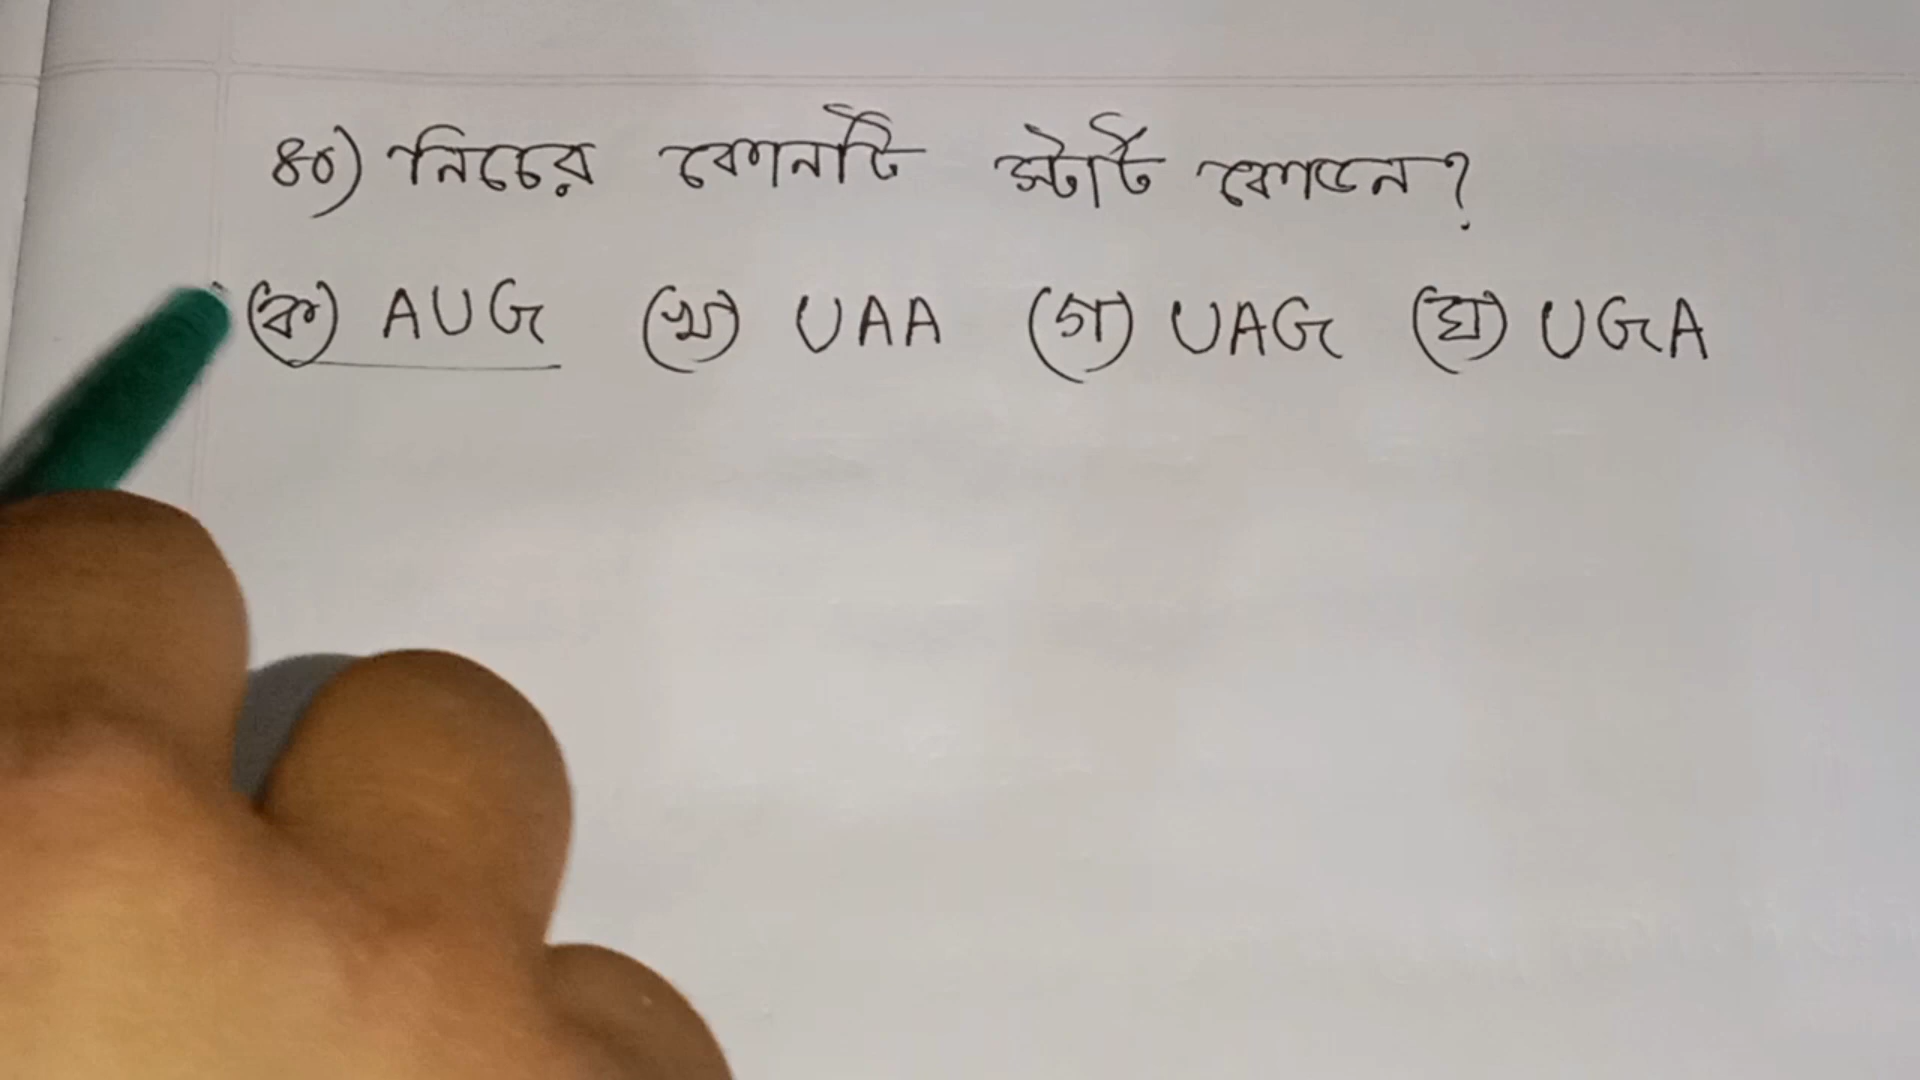 ৪০) নিচের কোনটি স্টার্ট কোডন?
(ক) AUG (খ) UAA (গ) UAG (ঘ) UGA